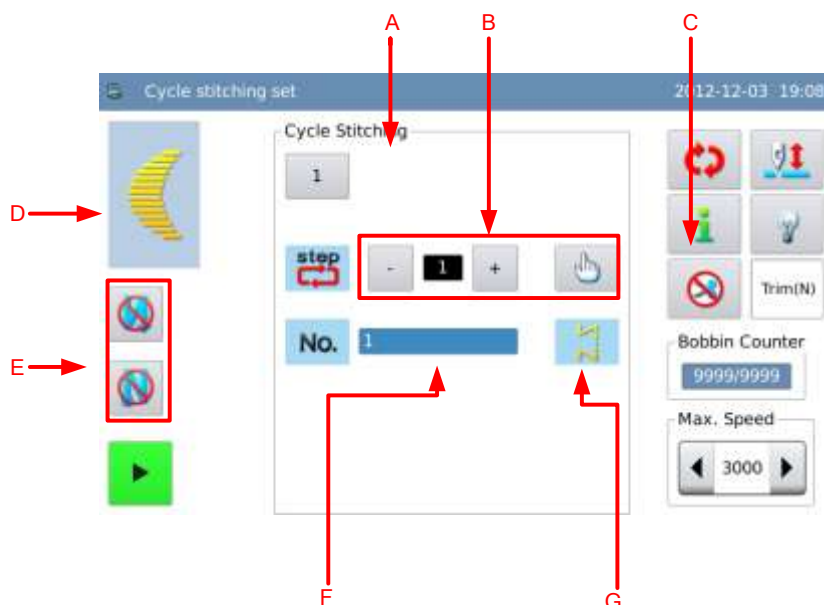 A B C
Cycle stitching set 2012-12-03 19:08
Cycle Stitching
1
D
step - 1 +
Trim(N)
E
No. 1
Bobbin Counter
9999/9999
Max. Speed
3000
F G